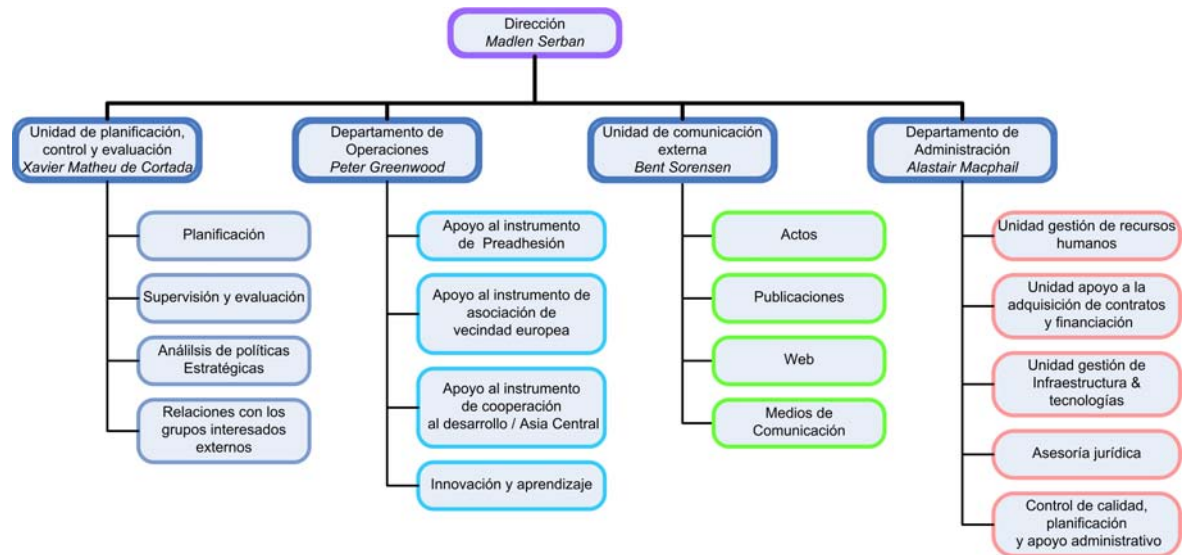 Dirección
Madlen Serban
Unidad de planificación,
control y evaluación
Xavier Matheu de Cortada
Planificación
Supervisión y evaluación
Análilsis de políticas
Estratégicas
Relaciones con los
grupos interesados
externos
Departamento de
Operaciones
Peter Greenwood
Apoyo al instrumento
de Preadhesión
Apoyo al instrumento de
asociación de
vecindad europea
Apoyo al instrumento
de cooperación
al desarrollo / Asia Central
Innovación y aprendizaje
Unidad de comunicación
externa
Bent Sorensen
Actos
Publicaciones
Web
Medios de
Comunicación
Departamento de
Administración
Alastair Macphail
Unidad gestión de recursos
humanos
Unidad apoyo a la
adquisición de contratos
y financiación
Unidad gestión de
Infraestructura &
tecnologías
Asesoría jurídica
Control de calidad,
planificación
y apoyo administrativo